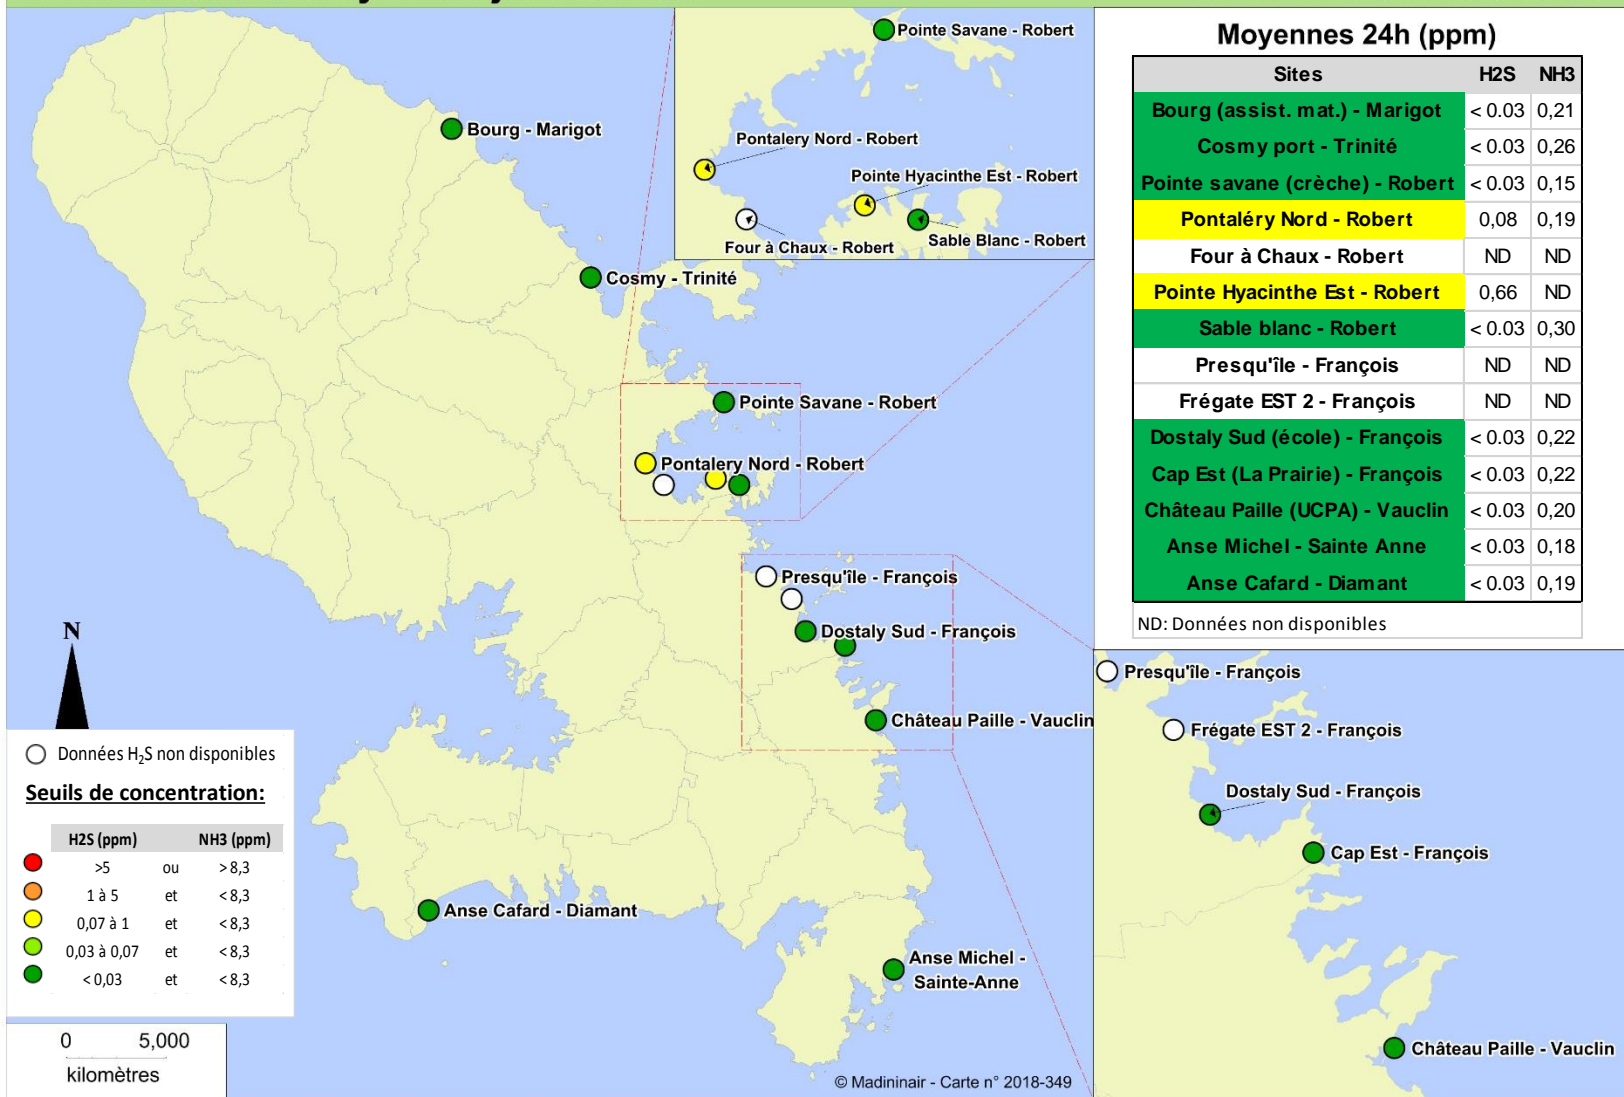 Pointe Savane - Robert
Pontalery Nord - Robert
Pointe Hyacinthe Est - Robert
Four à Chaux - Robert
Sable Blanc - Robert
Bourg - Marigot
Cosmy - Trinité
Pointe Savane - Robert
Pontalery Nord - Robert
Presqu'île - François
Dostaly Sud - François
Château Paille - Vauclin
Anse Cafard - Diamant
Anse Michel -
Sainte-Anne
N
Données H2S non disponibles
Seuils de concentration:
H2S (ppm) NH3 (ppm)
>5 ou >8,3
1 à 5 et <8,3
0,07 à 1 et <8,3
0,03 à 0,07 et <8,3
<0,03 et <8,3
0 5,000
kilomètres
© Madininair - Carte n° 2018-349
Moyennes 24h (ppm)
Sites H2S NH3
Bourg (assist. mat.) - Marigot < 0.03 0,21
Cosmy port - Trinité < 0.03 0,26
Pointe savane (crèche) - Robert < 0.03 0,15
Pontaléry Nord - Robert 0,08 0,19
Four à Chaux - Robert ND ND
Pointe Hyacinthe Est - Robert 0,66 ND
Sable blanc - Robert < 0.03 0,30
Presqu'île - François ND ND
Frégate EST 2 - François ND ND
Dostaly Sud (école) - François < 0.03 0,22
Cap Est (La Prairie) - François < 0.03 0,22
Château Paille (UCPA) - Vauclin < 0.03 0,20
Anse Michel - Sainte Anne < 0.03 0,18
Anse Cafard - Diamant < 0.03 0,19
ND: Données non disponibles
Presqu'île - François
Frégate EST 2 - François
Dostaly Sud - François
Cap Est - François
Château Paille - Vauclin